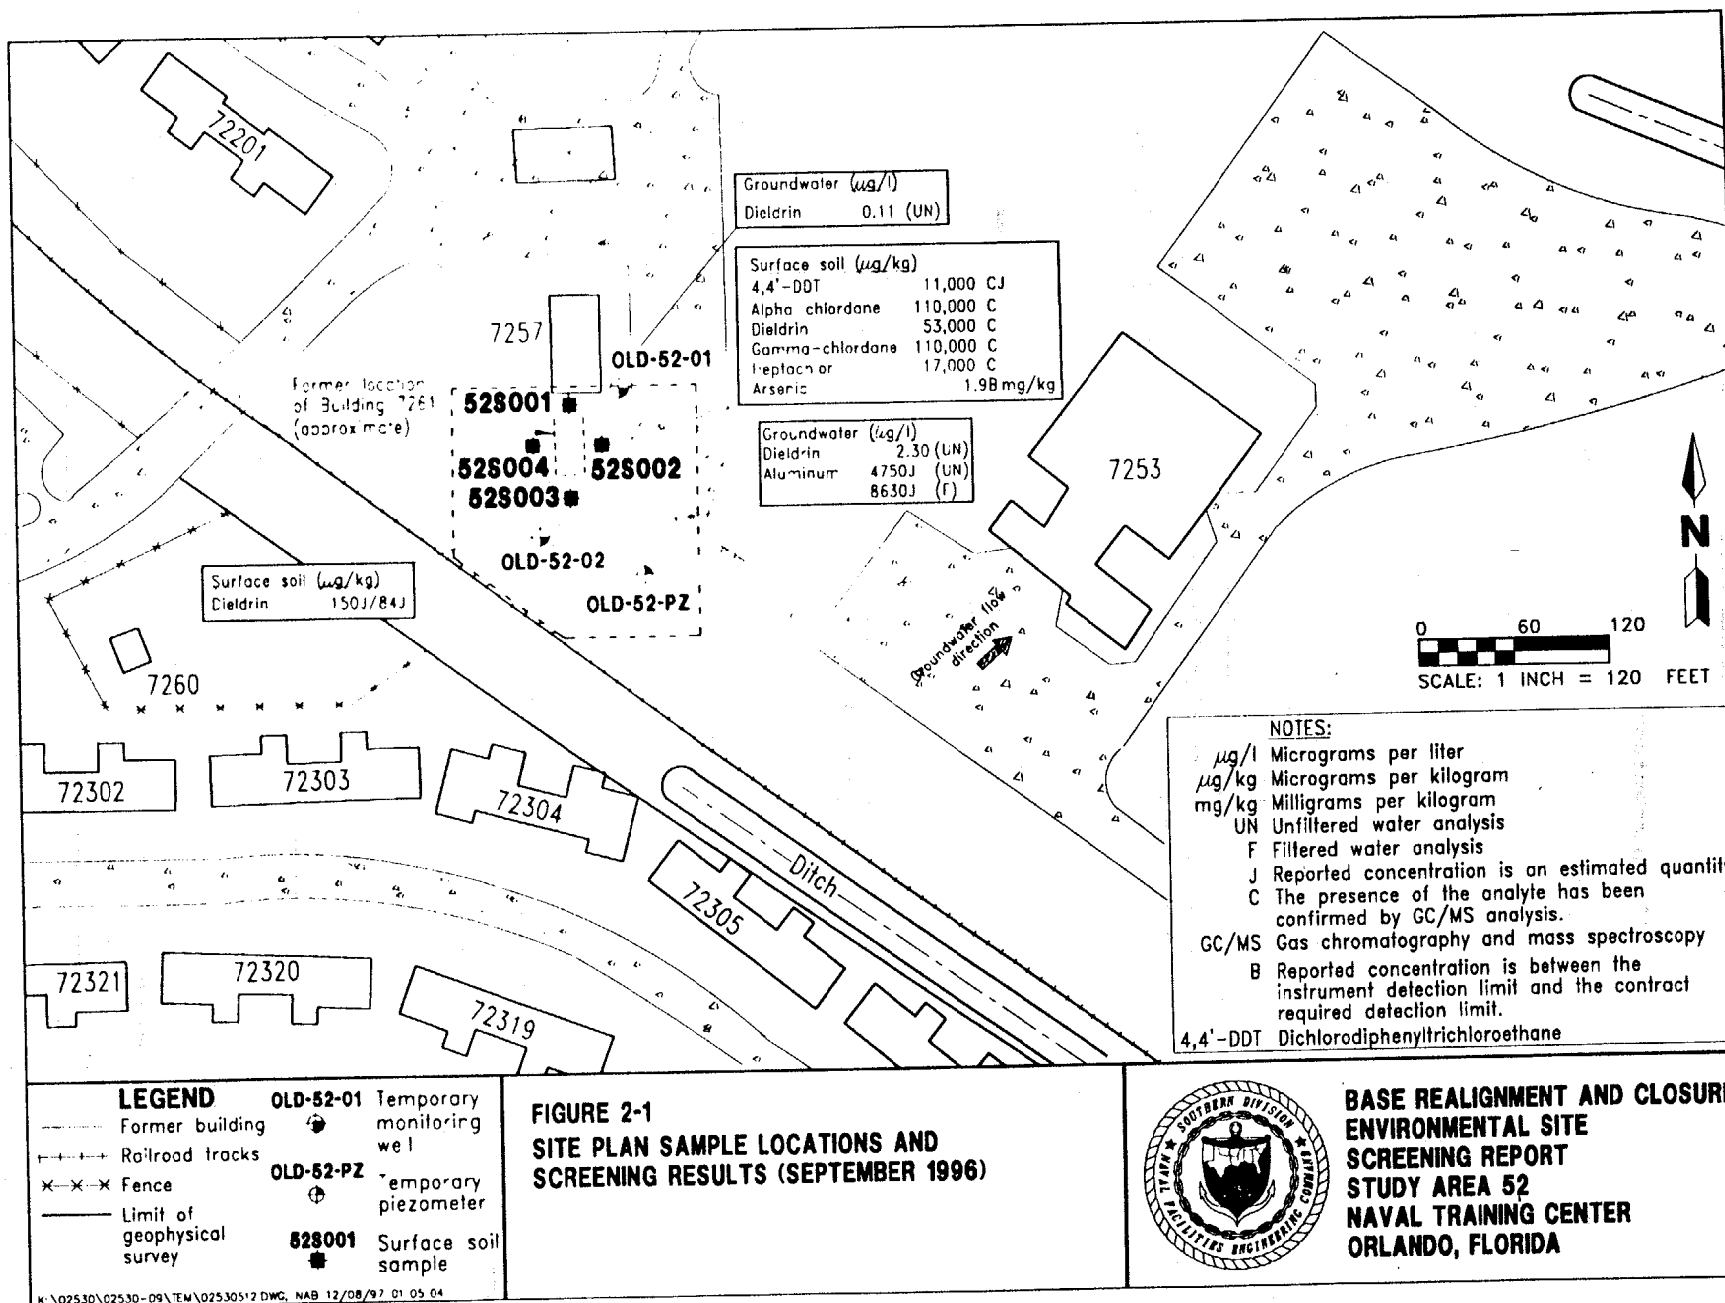 72201
Groundwater (µg/l)
Dieldrin 0.11 (UN)
Surface soil (µg/kg)
4,4'-DDT 11,000 CJ
Alpha chlordane 110,000 C
Dieldrin 53,000 C
Gamma-chlordane 110,000 C
17,000 C
Arsenic 1.9B mg/kg
7257
OLD-52-01
Former location
of Building 7261
(approximate)
52S001
52S004
52S002
52S003
OLD-52-02
OLD-52-PZ
Groundwater (µg/l)
Dieldrin 2.30 (UN)
Aluminum 4750J (UN)
8630J (F)
7253
N
Surface soil (µg/kg)
Dieldrin 150J/84J
Groundwater flow
direction
7260
0 60 120
SCALE: 1 INCH = 120 FEET
72302
72303
72304
72305
Ditch
72321
72320
72319
NOTES:
µg/l Micrograms per liter
µg/kg Micrograms per kilogram
mg/kg Milligrams per kilogram
UN Unfiltered water analysis
F Filtered water analysis
J Reported concentration is an estimated quantit
C The presence of the analyte has been
confirmed by GC/MS analysis.
GC/MS Gas chromatography and mass spectroscopy
B Reported concentration is between the
instrument detection limit and the contract
required detection limit.
4,4'-DDT Dichlorodiphenyltrichloroethane
LEGEND
Former building
Railroad tracks
Fence
Limit of
geophysical
survey
OLD-52-01 Temporary
monitoring
well
OLD-52-PZ Temporary
piezometer
52S001 Surface soil
sample
FIGURE 2-1
SITE PLAN SAMPLE LOCATIONS AND
SCREENING RESULTS (SEPTEMBER 1996)
SOUTHERN DIVISION
NAVAL FACILITIES ENGINEERING COMMAND
BASE REALIGNMENT AND CLOSURE
ENVIRONMENTAL SITE
SCREENING REPORT
STUDY AREA 52
NAVAL TRAINING CENTER
ORLANDO, FLORIDA
K:\02530\02530-09\TEM\02530512.DWG, NAB 12/08/97 01 05 04